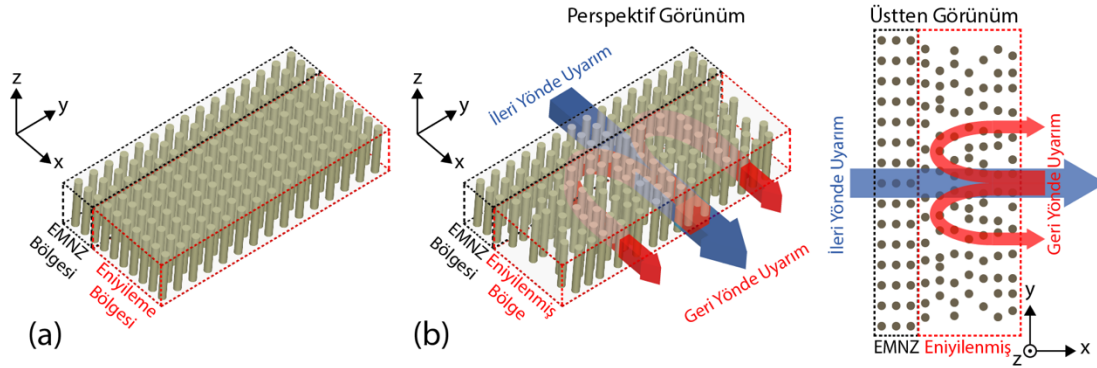 Perspektif Görünüm
Üstten Görünüm
z
y
x
EMNZ
Bölgesi
Eniyileme
Bölgesi
(a)
z
y
x
İleri Yönde Uyarım
EMNZ
Bölgesi
Eniyilenmiş
Bölge
Geri Yönde Uyarım
(b)
İleri Yönde Uyarım
Geri Yönde Uyarım
y
x
z
EMNZ Eniyilenmiş